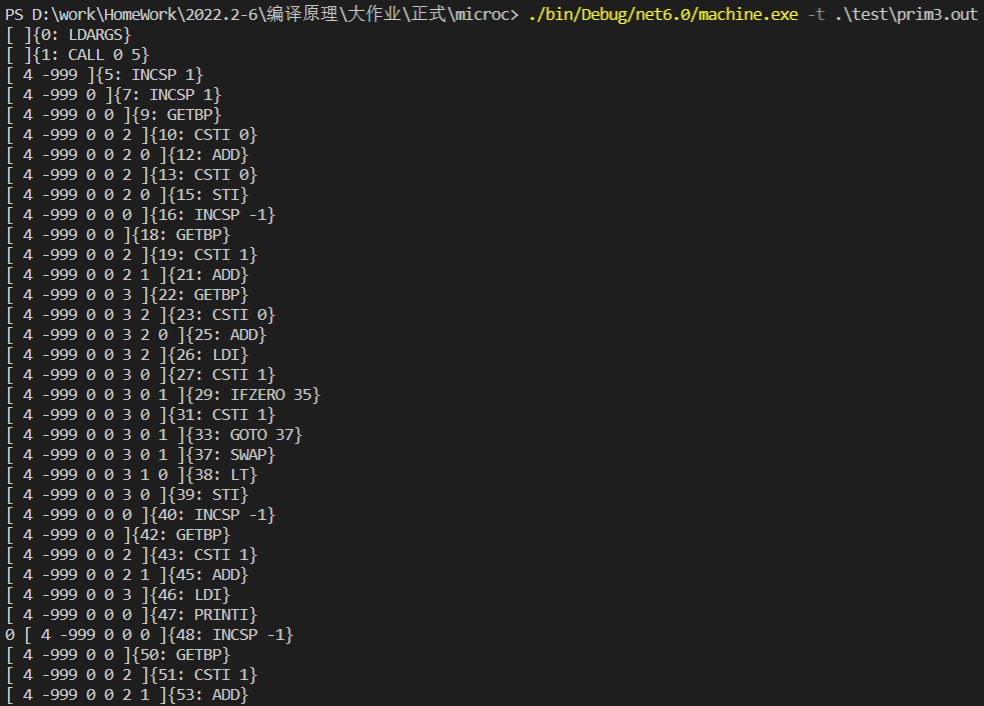 PS D:\work\HomeWork\2022.2-6\编译原理\大作业\正式\microc> ./bin/Debug/net6.0/machine.exe -t .\test\prim3.out
[ ]{0: LDARGS}
[ ]{1: CALL 0 5}
[ 4 -999 ]{5: INCSP 1}
[ 4 -999 0 ]{7: INCSP 1}
[ 4 -999 0 0 ]{9: GETBP}
[ 4 -999 0 0 2 ]{10: CSTI 0}
[ 4 -999 0 0 2 0 ]{12: ADD}
[ 4 -999 0 0 2 ]{13: CSTI 0}
[ 4 -999 0 0 2 0 ]{15: STI}
[ 4 -999 0 0 0 ]{16: INCSP -1}
[ 4 -999 0 0 ]{18: GETBP}
[ 4 -999 0 0 2 ]{19: CSTI 1}
[ 4 -999 0 0 2 1 ]{21: ADD}
[ 4 -999 0 0 3 ]{22: GETBP}
[ 4 -999 0 0 3 2 ]{23: CSTI 0}
[ 4 -999 0 0 3 2 0 ]{25: ADD}
[ 4 -999 0 0 3 2 ]{26: LDI}
[ 4 -999 0 0 3 0 ]{27: CSTI 1}
[ 4 -999 0 0 3 0 1 ]{29: IFZERO 35}
[ 4 -999 0 0 3 0 ]{31: CSTI 1}
[ 4 -999 0 0 3 0 1 ]{33: GOTO 37}
[ 4 -999 0 0 3 0 1 ]{37: SWAP}
[ 4 -999 0 0 3 1 0 ]{38: LT}
[ 4 -999 0 0 3 0 ]{39: STI}
[ 4 -999 0 0 0 ]{40: INCSP -1}
[ 4 -999 0 0 ]{42: GETBP}
[ 4 -999 0 0 2 ]{43: CSTI 1}
[ 4 -999 0 0 2 1 ]{45: ADD}
[ 4 -999 0 0 3 ]{46: LDI}
[ 4 -999 0 0 0 ]{47: PRINTI}
0 [ 4 -999 0 0 0 ]{48: INCSP -1}
[ 4 -999 0 0 ]{50: GETBP}
[ 4 -999 0 0 2 ]{51: CSTI 1}
[ 4 -999 0 0 2 1 ]{53: ADD}